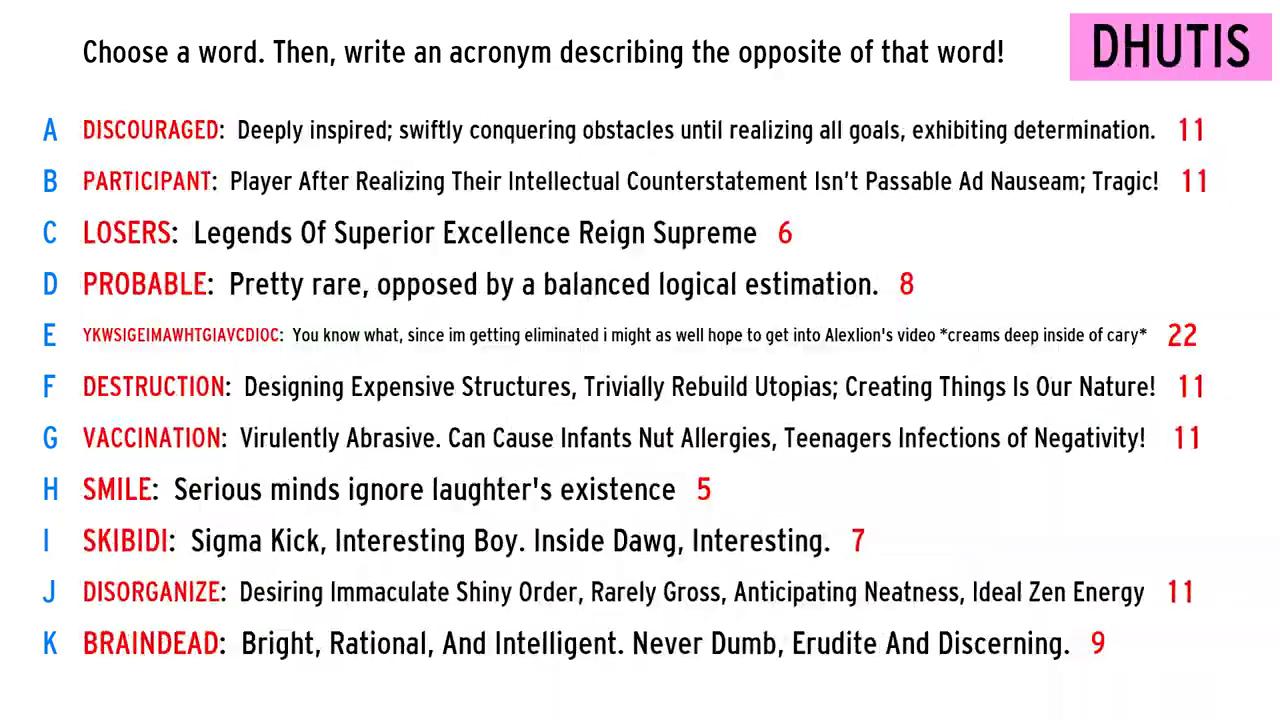 Choose a word. Then, write an acronym describing the opposite of that word!
DHUTIS
A DISCOURAGED: Deeply inspired; swiftly conquering obstacles until realizing all goals, exhibiting determination. 11
B PARTICIPANT: Player After Realizing Their Intellectual Counterstatement Isn't Passable Ad Nauseam; Tragic! 11
C LOSERS: Legends Of Superior Excellence Reign Supreme 6
D PROBABLE: Pretty rare, opposed by a balanced logical estimation. 8
E YKWSIGEIMAWHTGIAVCDIOC: You know what, since im getting eliminated i might as well hope to get into Alexlion's video *creams deep inside of cary* 22
F DESTRUCTION: Designing Expensive Structures, Trivially Rebuild Utopias; Creating Things Is Our Nature! 11
G VACCINATION: Virulently Abrasive. Can Cause Infants Nut Allergies, Teenagers Infections of Negativity! 11
H SMILE: Serious minds ignore laughter's existence 5
I SKIBIDI: Sigma Kick, Interesting Boy. Inside Dawg, Interesting. 7
J DISORGANIZE: Desiring Immaculate Shiny Order, Rarely Gross, Anticipating Neatness, Ideal Zen Energy 11
K BRAINDEAD: Bright, Rational, And Intelligent. Never Dumb, Erudite And Discerning. 9